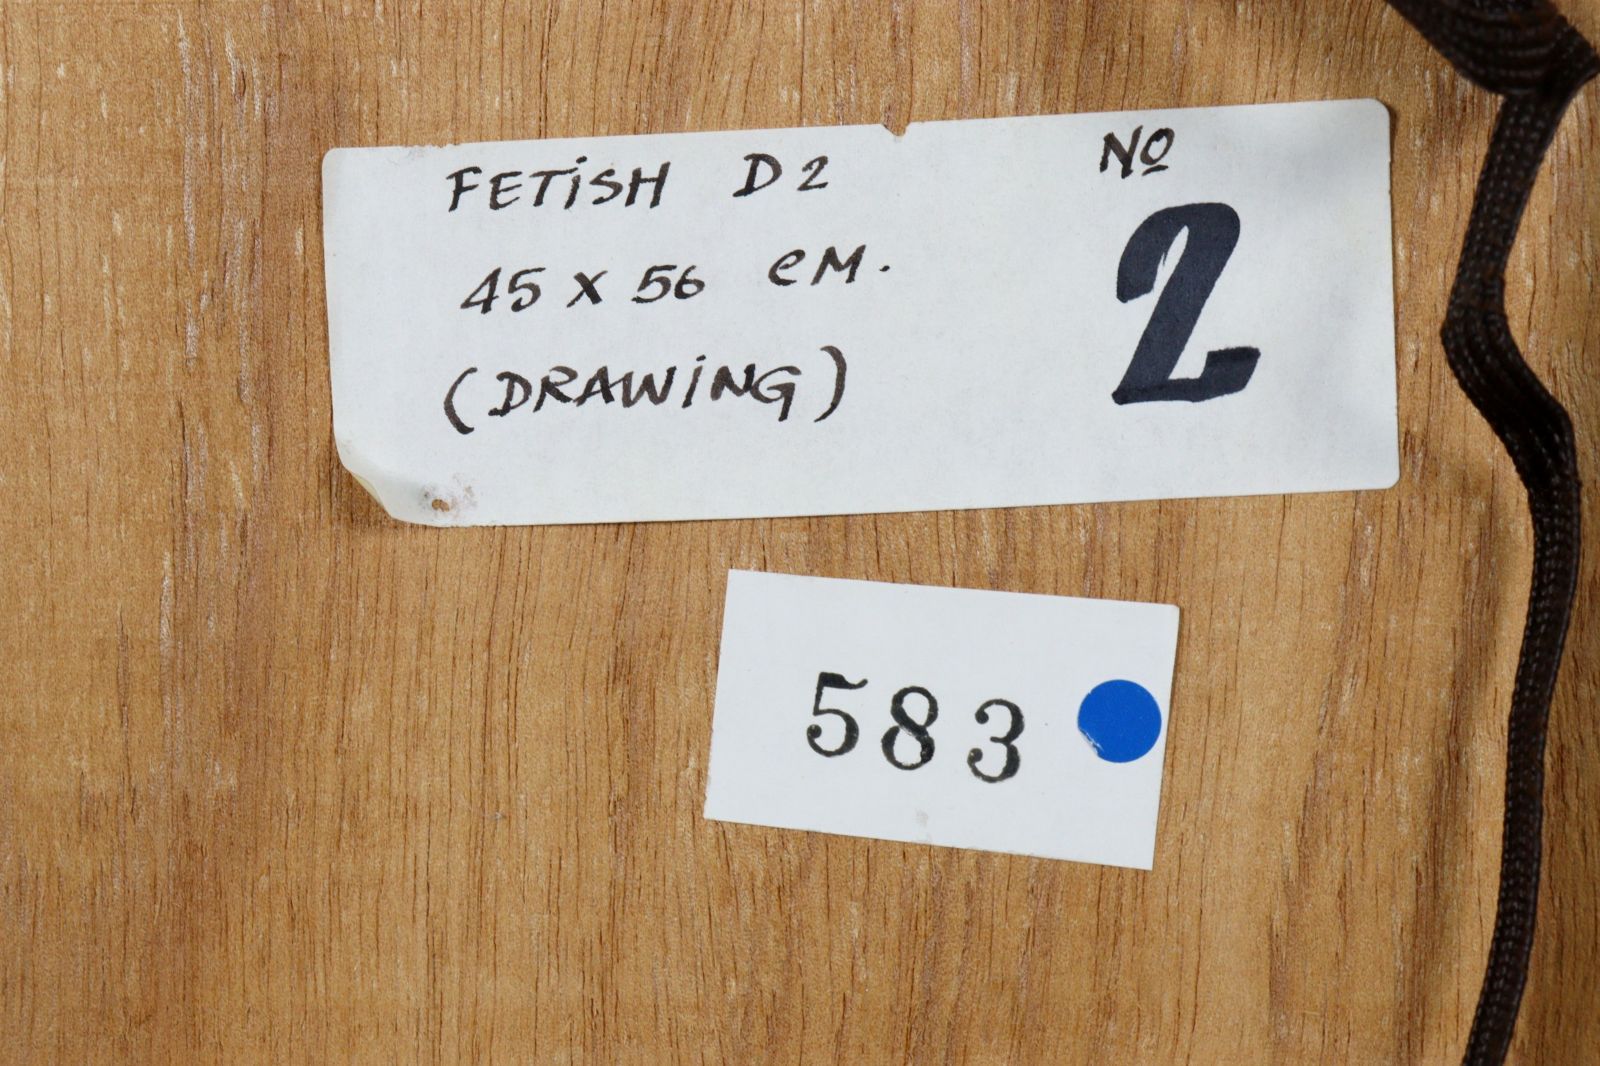 FETiSH D2
45 x 56 cM.
(DRAWiNG)
Nº
2
583